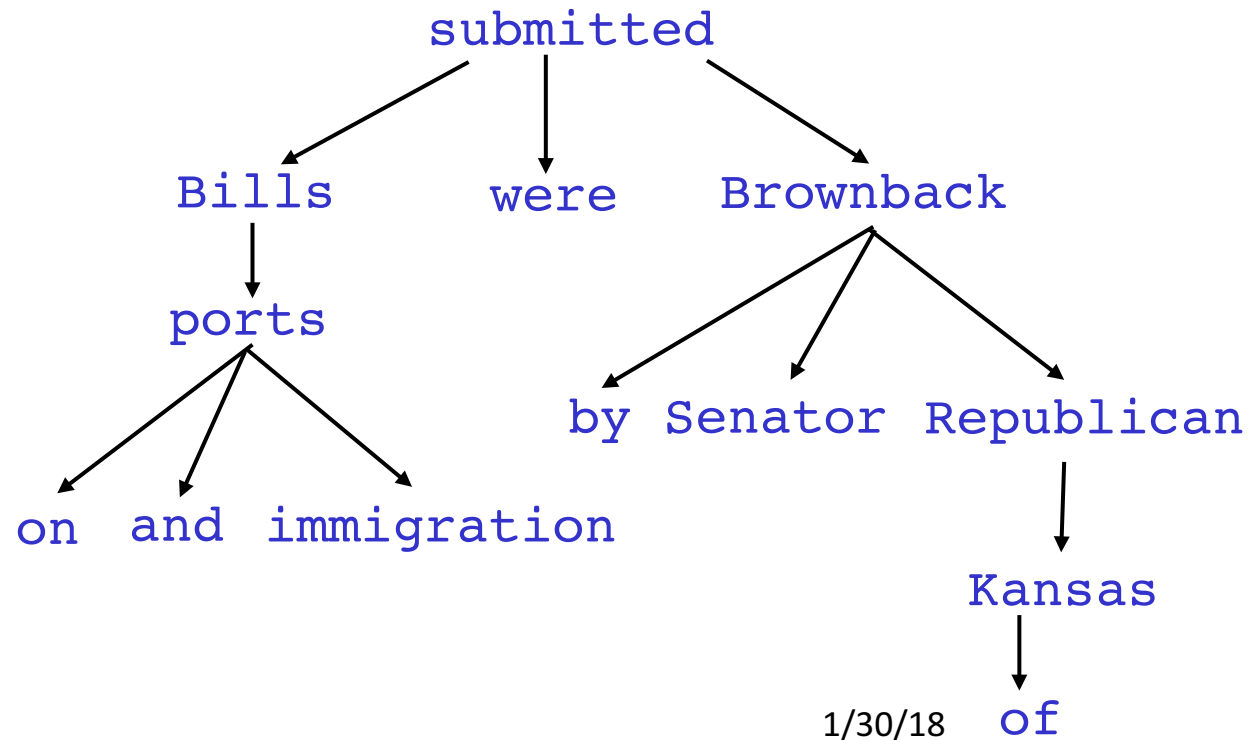 submitted
Bills were Brownback
ports
by Senator Republican
on and immigration
Kansas
1/30/18 of